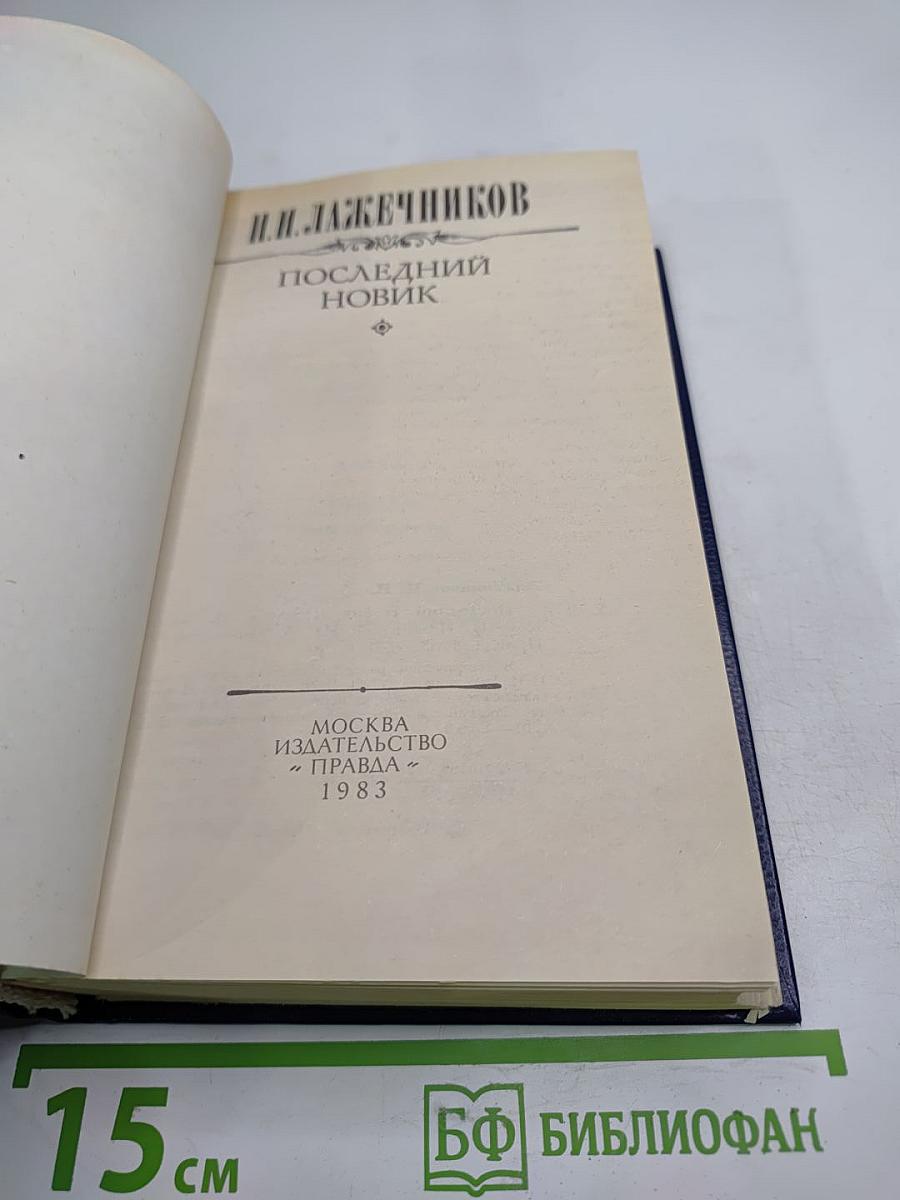 И. И. ЛАЖЕЧНИКОВ
ПОСЛЕДНИЙ
НОВИК
МОСКВА
ИЗДАТЕЛЬСТВО
„ ПРАВДА “
1983
15 см
БФ БИБЛИОФАН